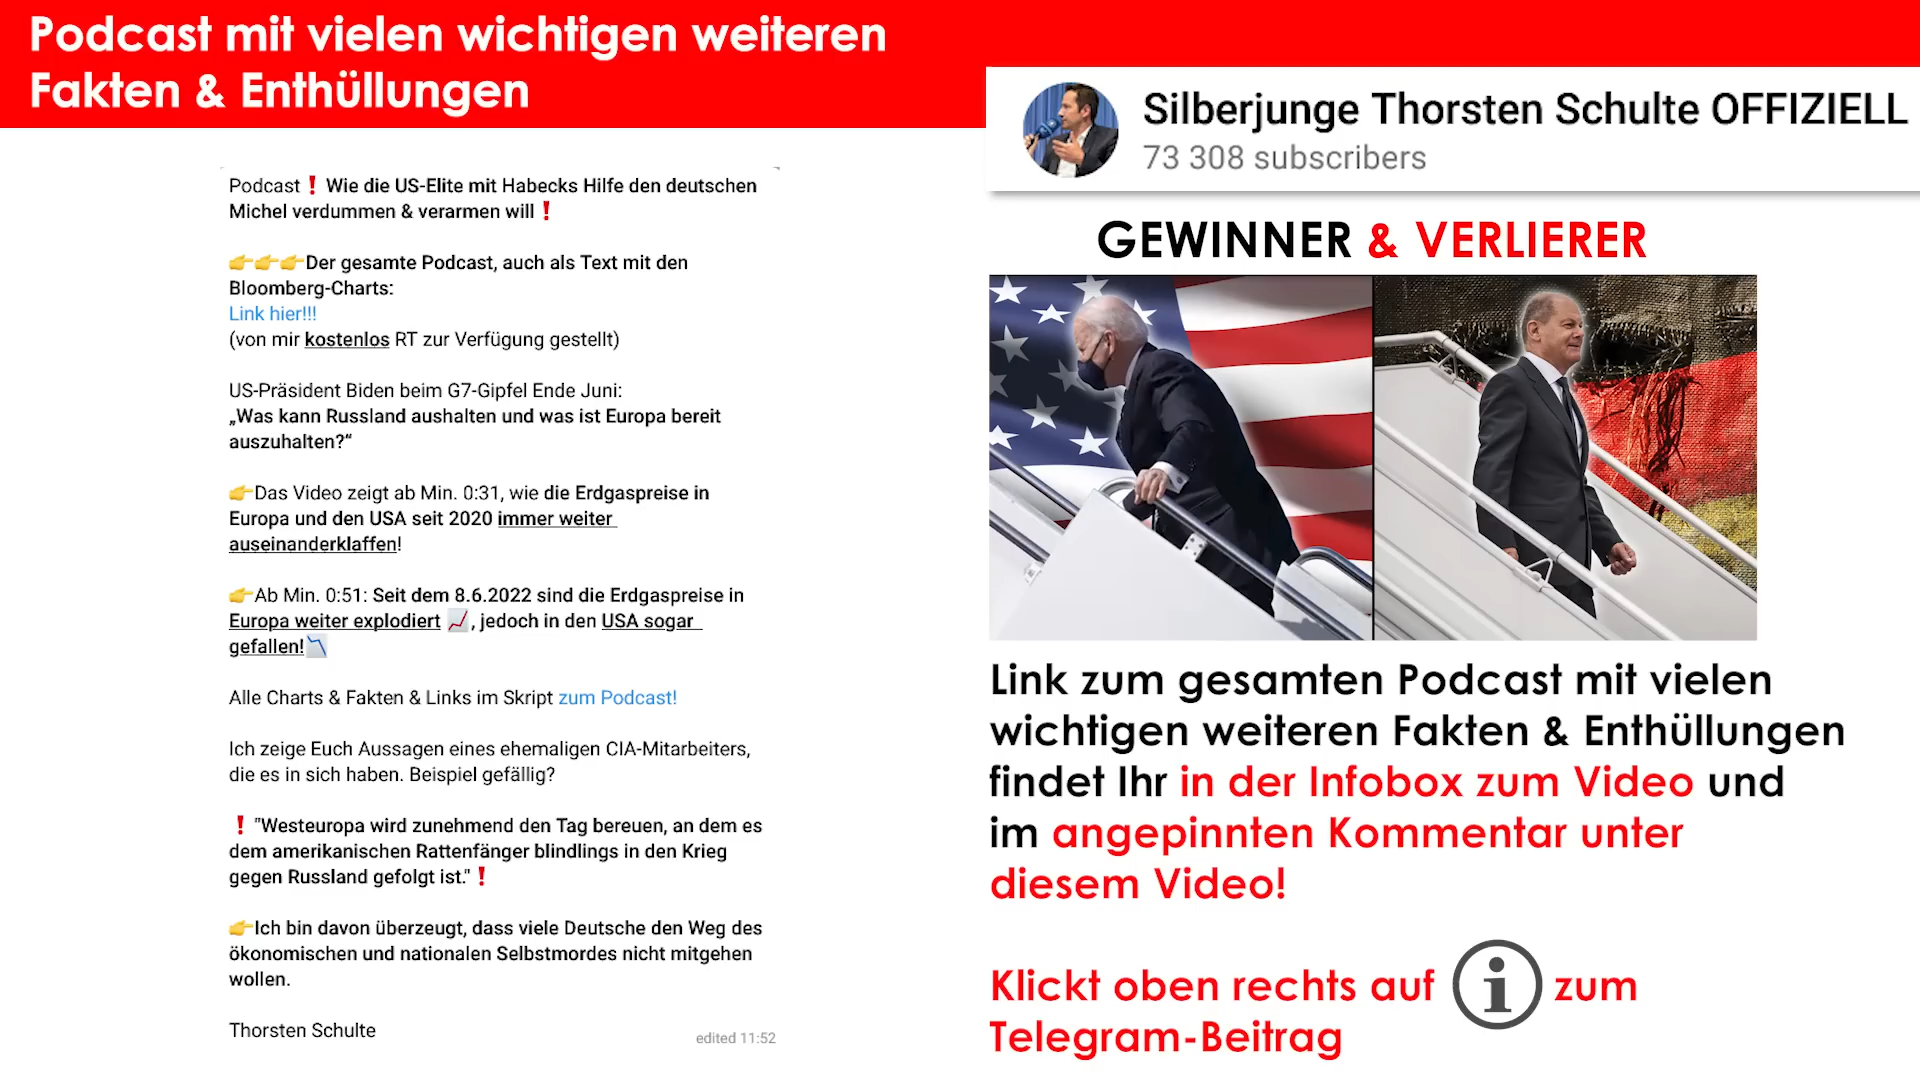 Podcast mit vielen wichtigen weiteren
Fakten & Enthüllungen
Silberjunge Thorsten Schulte OFFIZIELL
73 308 subscribers
Podcast❗ Wie die US-Elite mit Habecks Hilfe den deutschen
Michel verdummen & verarmen will❗
👉👉👉Der gesamte Podcast, auch als Text mit den
Bloomberg-Charts:
Link hier!!!
(von mir kostenlos RT zur Verfügung gestellt)
US-Präsident Biden beim G7-Gipfel Ende Juni:
„Was kann Russland aushalten und was ist Europa bereit
auszuhalten?“
👉Das Video zeigt ab Min. 0:31, wie die Erdgaspreise in
Europa und den USA seit 2020 immer weiter
auseinanderklaffen!
👉Ab Min. 0:51: Seit dem 8.6.2022 sind die Erdgaspreise in
Europa weiter explodiert 📈, jedoch in den USA sogar
gefallen!📉
Alle Charts & Fakten & Links im Skript zum Podcast!
Ich zeige Euch Aussagen eines ehemaligen CIA-Mitarbeiters,
die es in sich haben. Beispiel gefällig?
❗"Westeuropa wird zunehmend den Tag bereuen, an dem es
dem amerikanischen Rattenfänger blindlings in den Krieg
gegen Russland gefolgt ist."❗
👉Ich bin davon überzeugt, dass viele Deutsche den Weg des
ökonomischen und nationalen Selbstmordes nicht mitgehen
wollen.
Thorsten Schulte
edited 11:52
GEWINNER & VERLIERER
Link zum gesamten Podcast mit vielen
wichtigen weiteren Fakten & Enthüllungen
findet Ihr in der Infobox zum Video und
im angepinnten Kommentar unter
diesem Video!
Klickt oben rechts auf i zum
Telegram-Beitrag